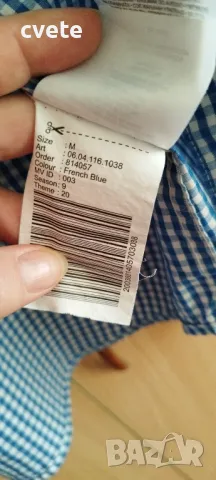 cvete
Size : M
Art : 06.04.116.1038
Order : 814057
Colour : French Blue
MV ID : 003
Season : 9
Theme : 20
BAZAR